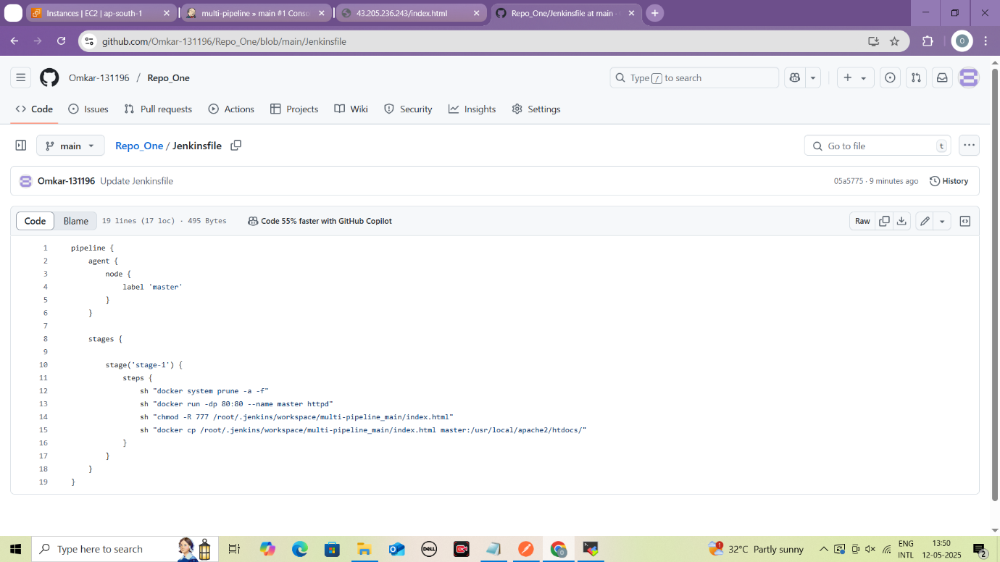 Instances | EC2 | ap-south-1
multi-pipeline » main #1 Conso
43.205.236.243/index.html
Repo_One/Jenkinsfile at main ·
github.com/Omkar-131196/Repo_One/blob/main/Jenkinsfile
O
Omkar-131196 / Repo_One
Type / to search
Code
Issues
Pull requests
Actions
Projects
Wiki
Security
Insights
Settings
main
Repo_One / Jenkinsfile
Go to file
t
Omkar-131196 Update Jenkinsfile
05a5775 · 9 minutes ago
History
Code
Blame
19 lines (17 loc) · 495 Bytes
Code 55% faster with GitHub Copilot
Raw
1 pipeline {
2 agent {
3 node {
4 label 'master'
5 }
6 }
7
8 stages {
9
10 stage('stage-1') {
11 steps {
12 sh "docker system prune -a -f"
13 sh "docker run -dp 80:80 --name master httpd"
14 sh "chmod -R 777 /root/.jenkins/workspace/multi-pipeline_main/index.html"
15 sh "docker cp /root/.jenkins/workspace/multi-pipeline_main/index.html master:/usr/local/apache2/htdocs/"
16 }
17 }
18 }
19 }
Type here to search
DELL
1
32°C Partly sunny
ENG
INTL
13:50
12-05-2025
2